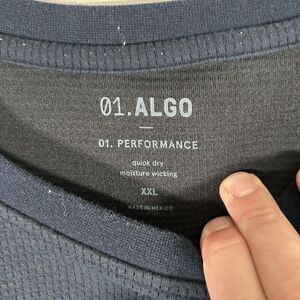 01.ALGO
01. PERFORMANCE
quick dry
moisture wicking
XXL
MADE IN MEXICO